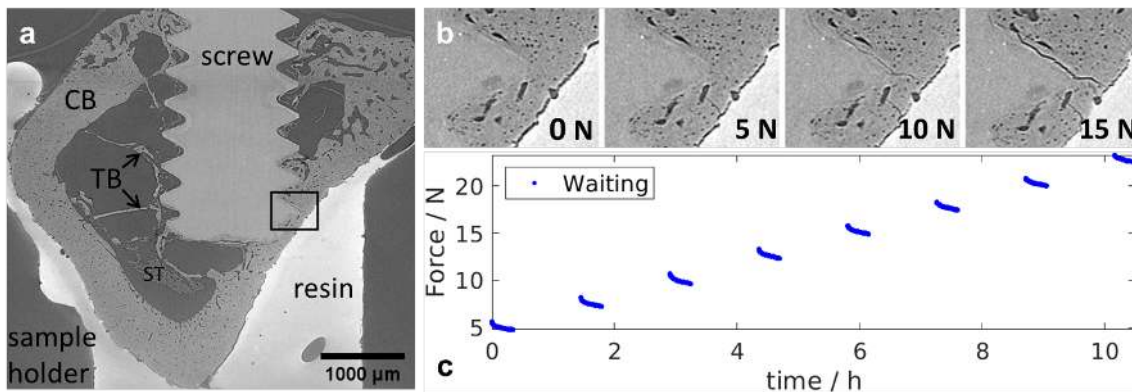 a
screw
CB
TB
ST
resin
sample
holder
1000 µm
b
0 N
5 N
10 N
15 N
Waiting
Force / N
20
15
10
5
0
2
4
6
8
10
time / h
c